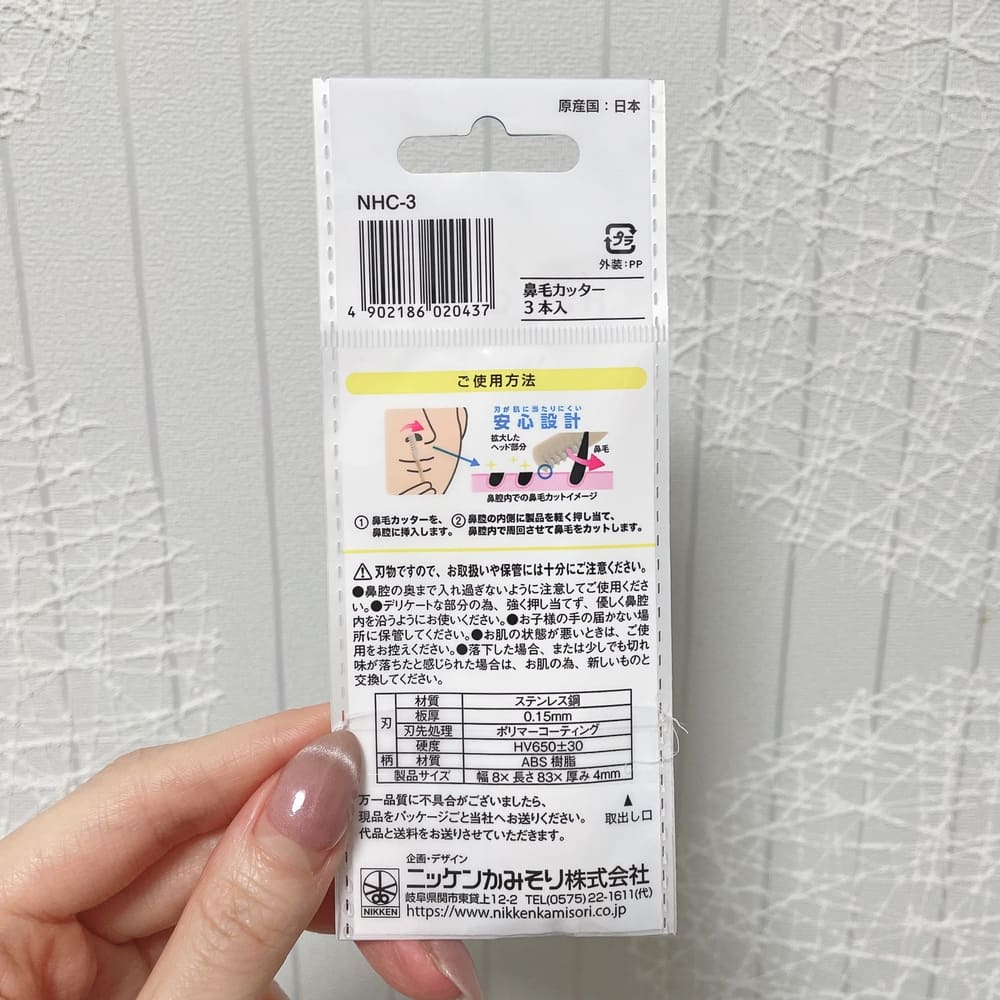 原産国：日本
NHC-3
4 902186 020437
プラ
外装：PP
鼻毛カッター
3本入
ご使用方法
刃が肌に当たりにくい
安心設計
拡大した
ヘッド部分
鼻毛
鼻腔内での鼻毛カットイメージ
① 鼻毛カッターを、
鼻腔に挿入します。
② 鼻腔の内側に製品を軽く押し当て、
鼻腔内で周回させて鼻毛をカットします。
⚠ 刃物ですので、お取扱いや保管には十分にご注意ください。
●鼻腔の奥まで入れ過ぎないように注意してご使用くださ
い。●デリケートな部分の為、強く押し当てず、優しく鼻腔
内を沿うようにお使いください。●お子様の手の届かない場
所に保管してください。●お肌の状態が悪いときは、ご使
用をお控えください。●落下した場合、または少しでも切れ
味が落ちたと感じられた場合は、お肌の為、新しいものと
交換してください。
刃 材質 ステンレス鋼
板厚 0.15mm
刃先処理 ポリマーコーティング
硬度 HV650±30
柄 材質 ABS樹脂
製品サイズ 幅8×長さ83×厚み4mm
万一品質に不具合がございましたら、
現品をパッケージごと当社へお送りください。
代品と送料をお送りさせていただきます。
▲
取出し口
企画・デザイン
ニッケンかみそり株式会社
NIKKEN
岐阜県関市東貸上12-2 TEL(0575)22-1611(代)
https://www.nikkenkamisori.co.jp